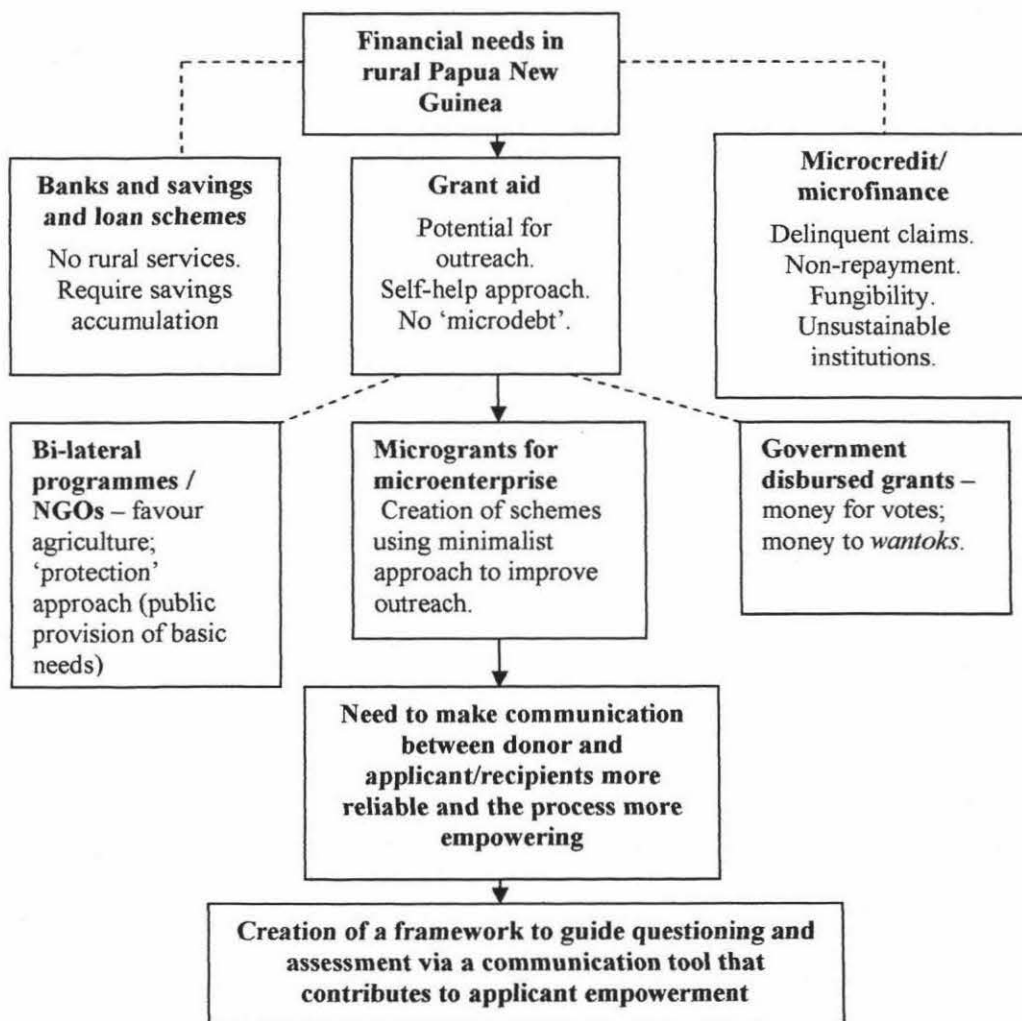 Financial needs in
rural Papua New
Guinea
Banks and savings
and loan schemes
No rural services.
Require savings
accumulation
Grant aid
Potential for
outreach.
Self-help approach.
No ‘microdebt’.
Microcredit/
microfinance
Delinquent claims.
Non-repayment.
Fungibility.
Unsustainable
institutions.
Bi-lateral
programmes /
NGOs – favour
agriculture;
‘protection’
approach (public
provision of basic
needs)
Microgrants for
microenterprise
Creation of schemes
using minimalist
approach to improve
outreach.
Government
disbursed grants –
money for votes;
money to wantoks.
Need to make communication
between donor and
applicant/recipients more
reliable and the process more
empowering
Creation of a framework to guide questioning and
assessment via a communication tool that
contributes to applicant empowerment